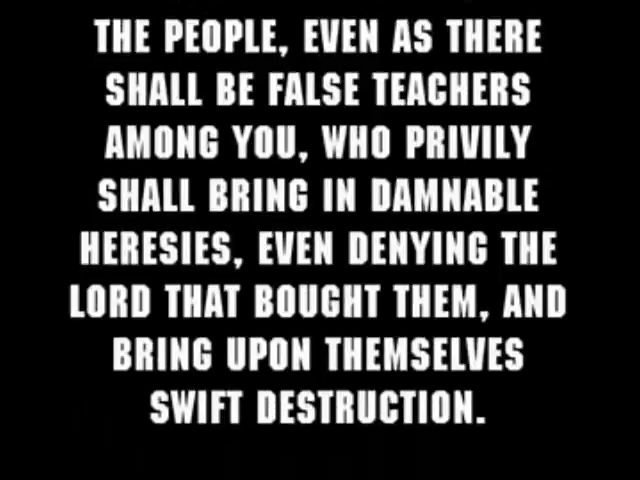 THE PEOPLE, EVEN AS THERE
SHALL BE FALSE TEACHERS
AMONG YOU, WHO PRIVILY
SHALL BRING IN DAMNABLE
HERESIES, EVEN DENYING THE
LORD THAT BOUGHT THEM, AND
BRING UPON THEMSELVES
SWIFT DESTRUCTION.